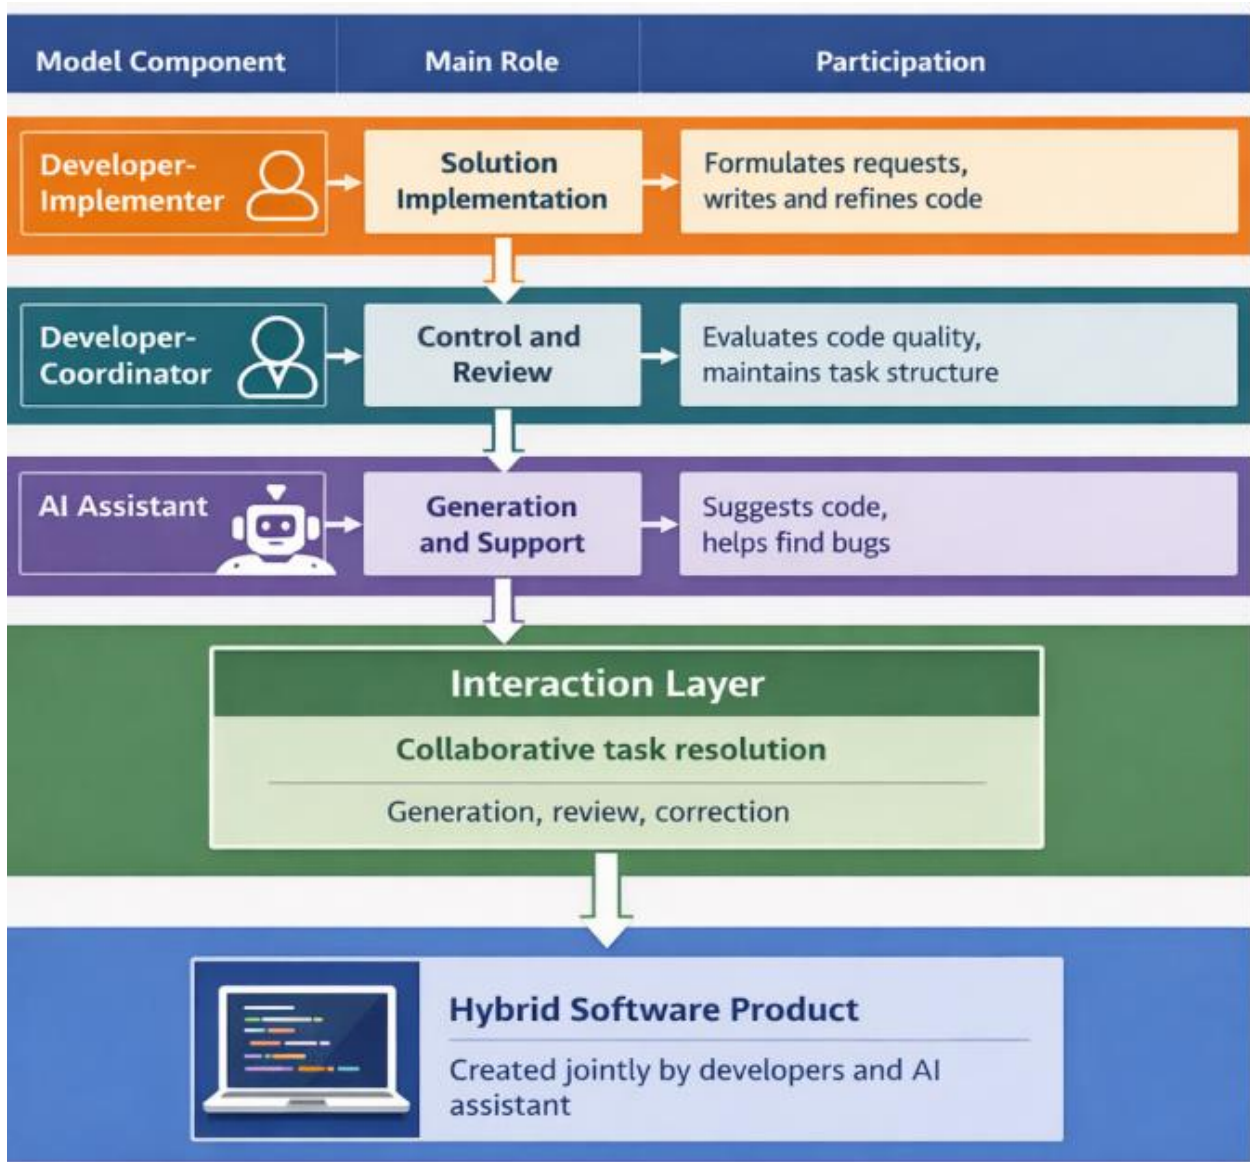 Model Component
Main Role
Participation
Developer-
Implementer
Solution
Implementation
Formulates requests,
writes and refines code
Developer-
Coordinator
Control and
Review
Evaluates code quality,
maintains task structure
AI Assistant
Generation
and Support
Suggests code,
helps find bugs
Interaction Layer
Collaborative task resolution
Generation, review, correction
Hybrid Software Product
Created jointly by developers and AI
assistant